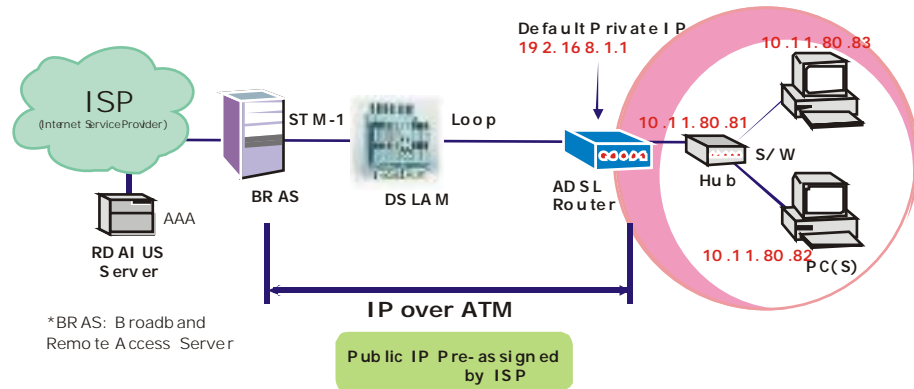 Default Private IP
192.168.1.1
10.11.80.83
ISP
(Internet Service Provider)
STM-1
Loop
10.11.80.81
S/W
Hub
BRAS
DSLAM
ADSL
Router
AAA
RDAIUS
Server
10.11.80.82
PC(S)
IP over ATM
*BRAS: Broadband
Remote Access Server
Public IP Pre-assigned
by ISP